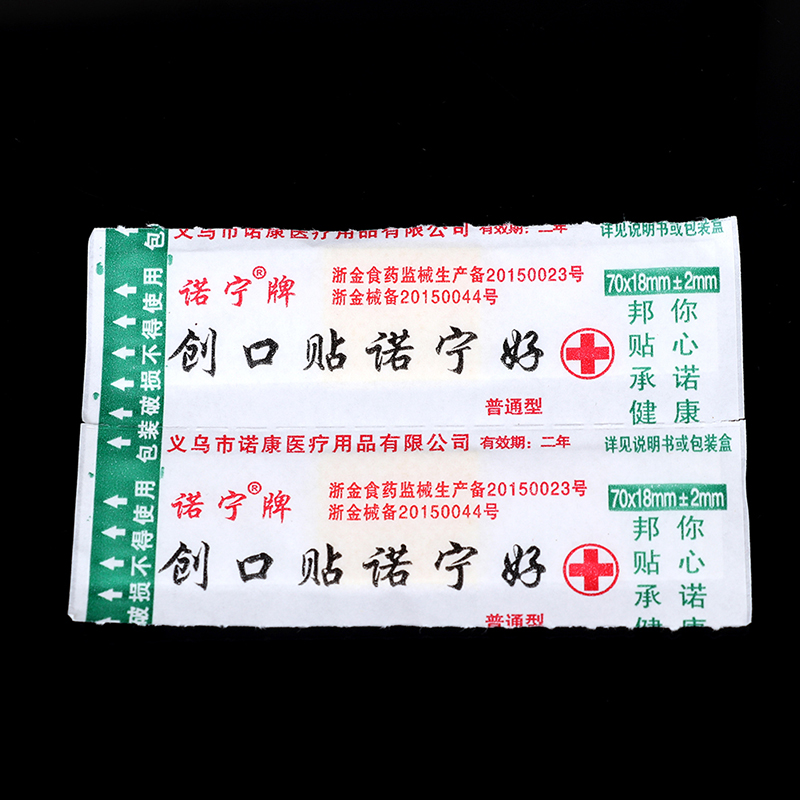 义乌市诺康医疗用品有限公司 有效期：二年 详见说明书或包装盒
诺宁®牌
浙金食药监械生产备20150023号
浙金械备20150044号
70x18mm±2mm
创口贴诺宁好
你心诺康
邦贴承健
普通型
包装破损不得使用 包
义乌市诺康医疗用品有限公司 有效期：二年 详见说明书或包装盒
诺宁®牌
浙金食药监械生产备20150023号
浙金械备20150044号
70x18mm±2mm
创口贴诺宁好
你心诺康
邦贴承健
普通型
破损不得使用